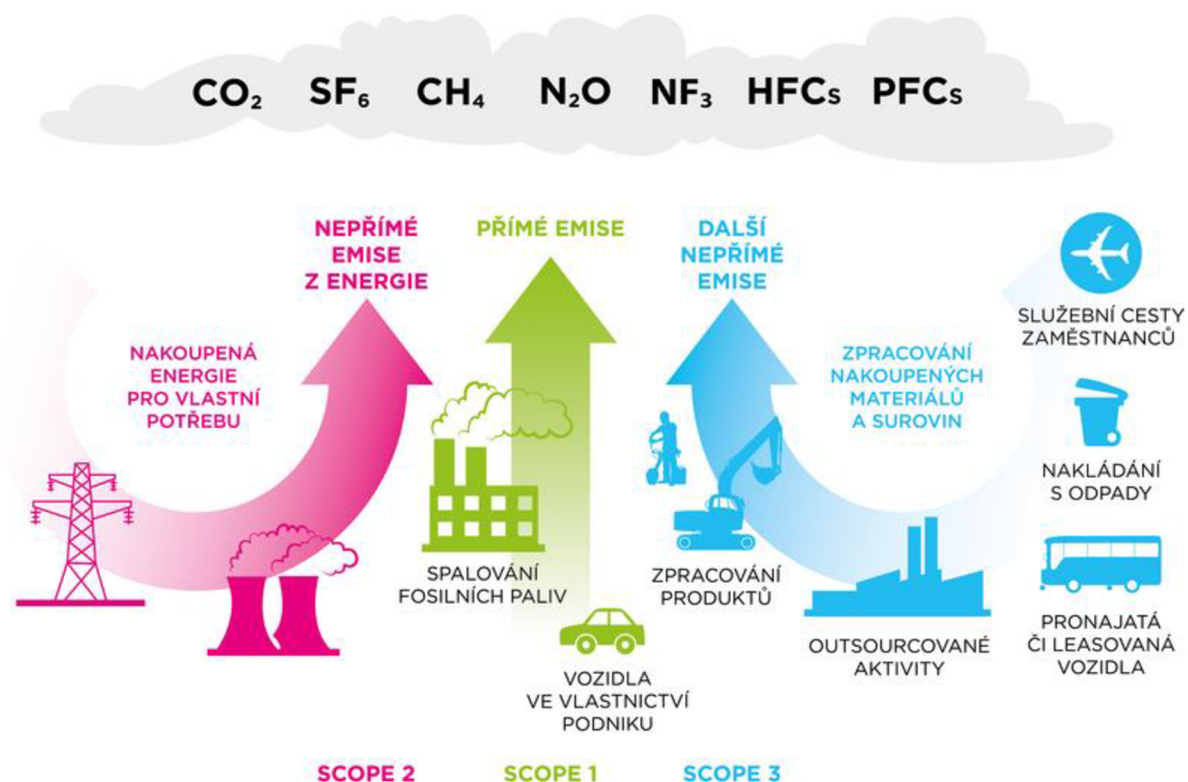 CO₂ SF₆ CH₄ N₂O NF₃ HFCs PFCs
NEPŘÍMÉ
EMISE
Z ENERGIE
PŘÍMÉ EMISE
DALŠÍ
NEPŘÍMÉ
EMISE
NAKOUPENÁ
ENERGIE
PRO VLASTNÍ
POTŘEBU
ZPRACOVÁNÍ
NAKOUPENÝCH
MATERIÁLŮ
A SUROVIN
SLUŽEBNÍ CESTY
ZAMĚSTNANCŮ
NAKLÁDÁNÍ
S ODPADY
SPALOVÁNÍ
FOSILNÍCH PALIV
ZPRACOVÁNÍ
PRODUKTŮ
OUTSOURCOVANÉ
AKTIVITY
PRONAJATÁ
ČI LEASOVANÁ
VOZIDLA
VOZIDLA
VE VLASTNICTVÍ
PODNIKU
SCOPE 2
SCOPE 1
SCOPE 3